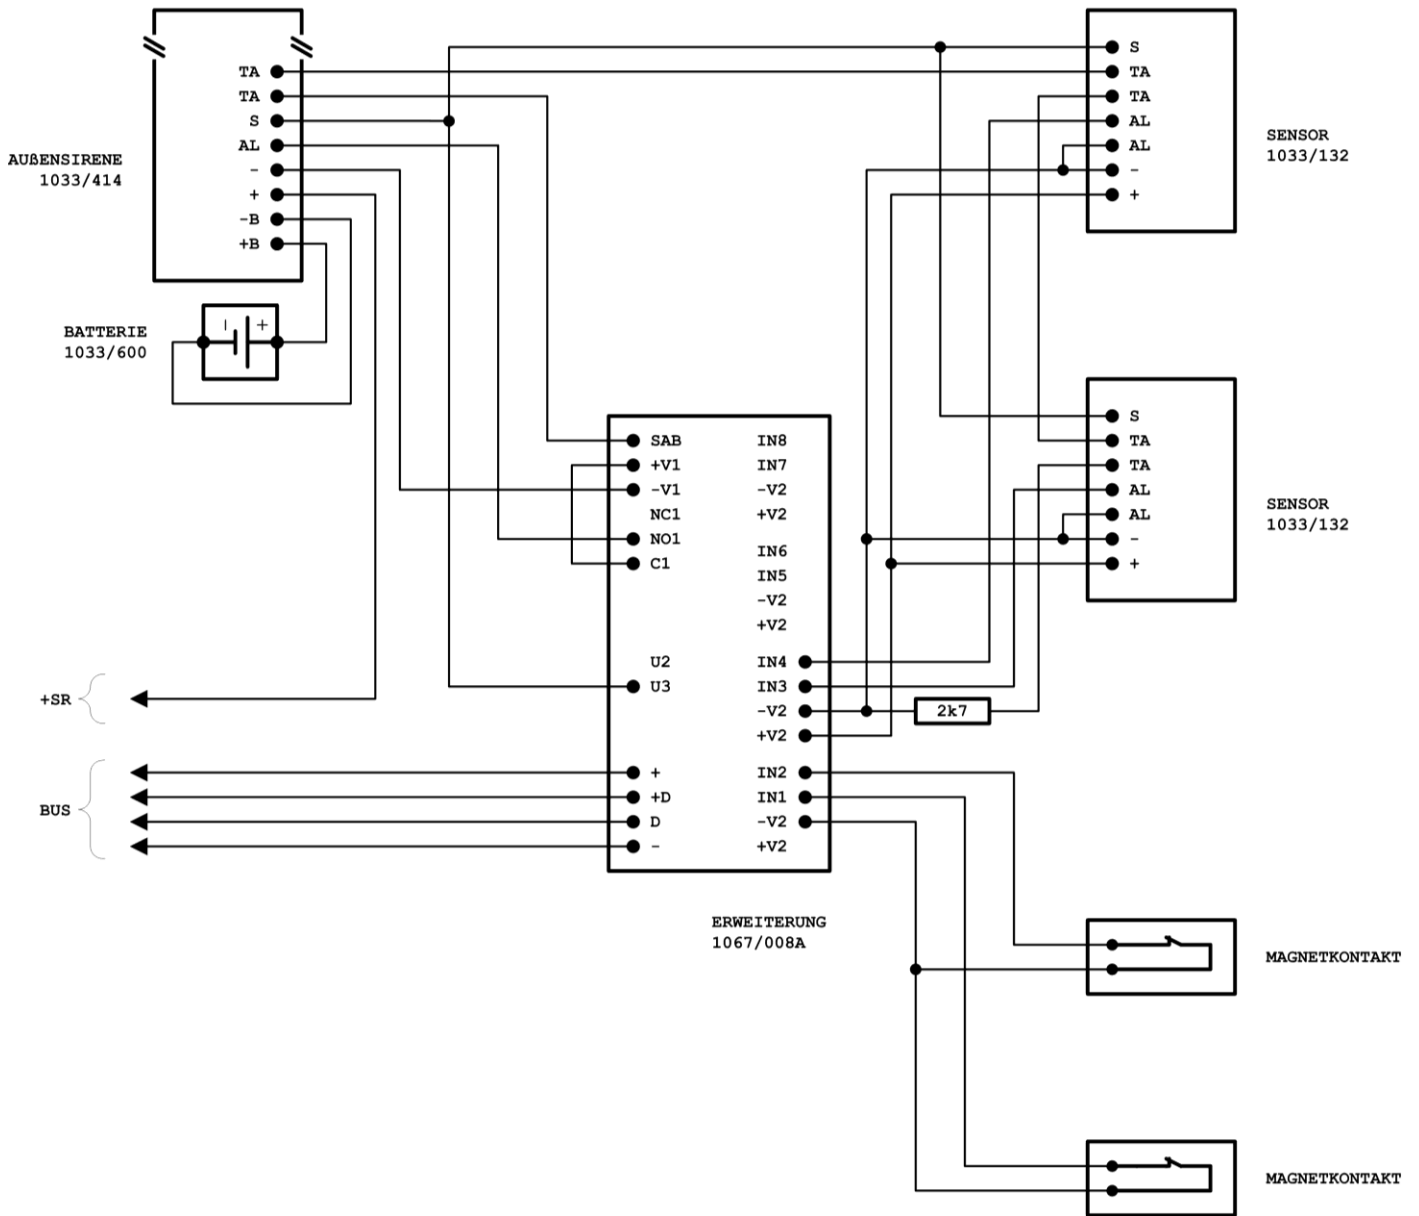 TA
TA
S
AL
-
+
-B
+B
AUßENSIRENE
1033/414
- +
BATTERIE
1033/600
S
TA
TA
AL
AL
-
+
SENSOR
1033/132
S
TA
TA
AL
AL
-
+
SENSOR
1033/132
SAB IN8
+V1 IN7
-V1 -V2
NC1 +V2
NO1 IN6
C1 IN5
-V2
+V2
U2 IN4
U3 IN3
-V2
+V2
+ IN2
+D IN1
D -V2
- +V2
2k7
+SR
BUS
ERWEITERUNG
1067/008A
MAGNETKONTAKT
MAGNETKONTAKT